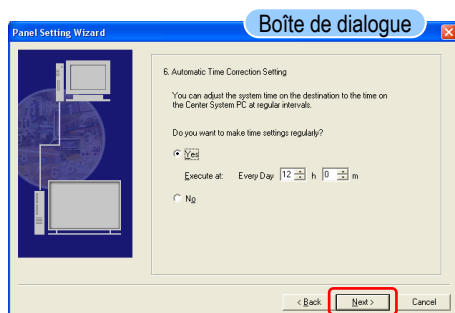 Boîte de dialogue
Panel Setting Wizard
6. Automatic Time Correction Setting
You can adjust the system time on the destination to the time on
the Center System PC at regular intervals.
Do you want to make time settings regularly?
Yes
Execute at: Every Day 12 h 0 m
No
< Back Next > Cancel